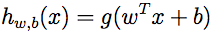 h_{w,b}(x) = g(w^T x + b)